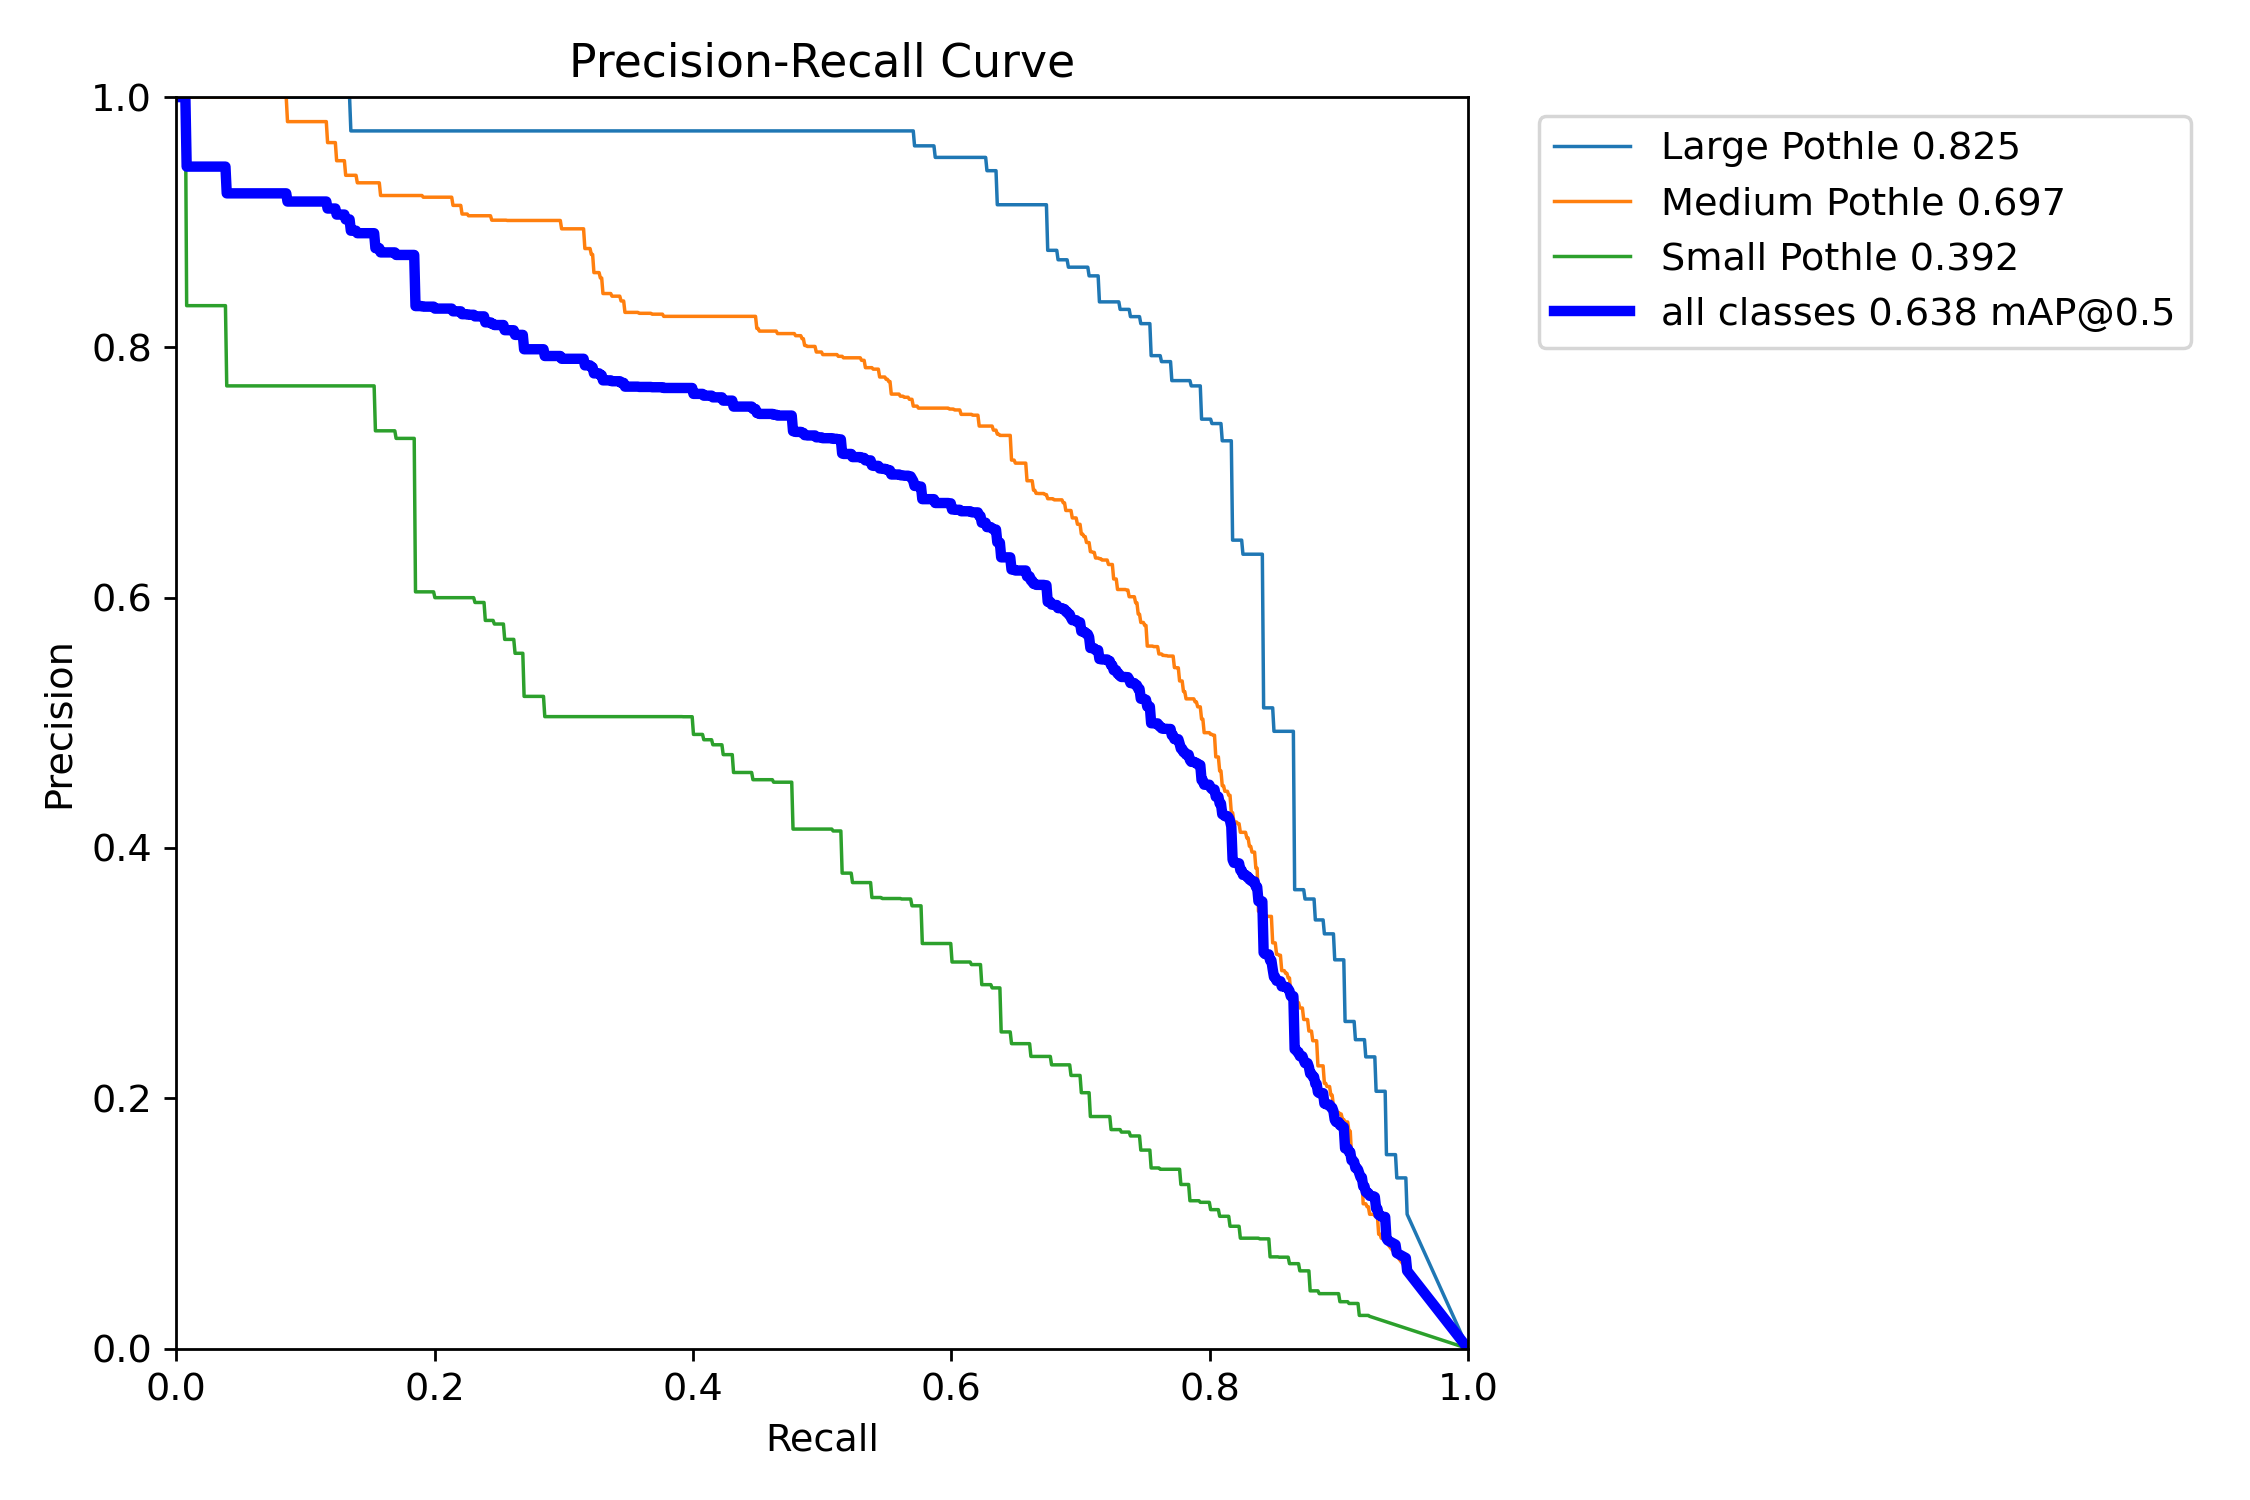 Precision-Recall Curve
1.0
0.8
0.6
0.4
0.2
0.0
Precision
0.0 0.2 0.4 0.6 0.8 1.0
Recall
Large Pothle 0.825
Medium Pothle 0.697
Small Pothle 0.392
all classes 0.638 mAP@0.5